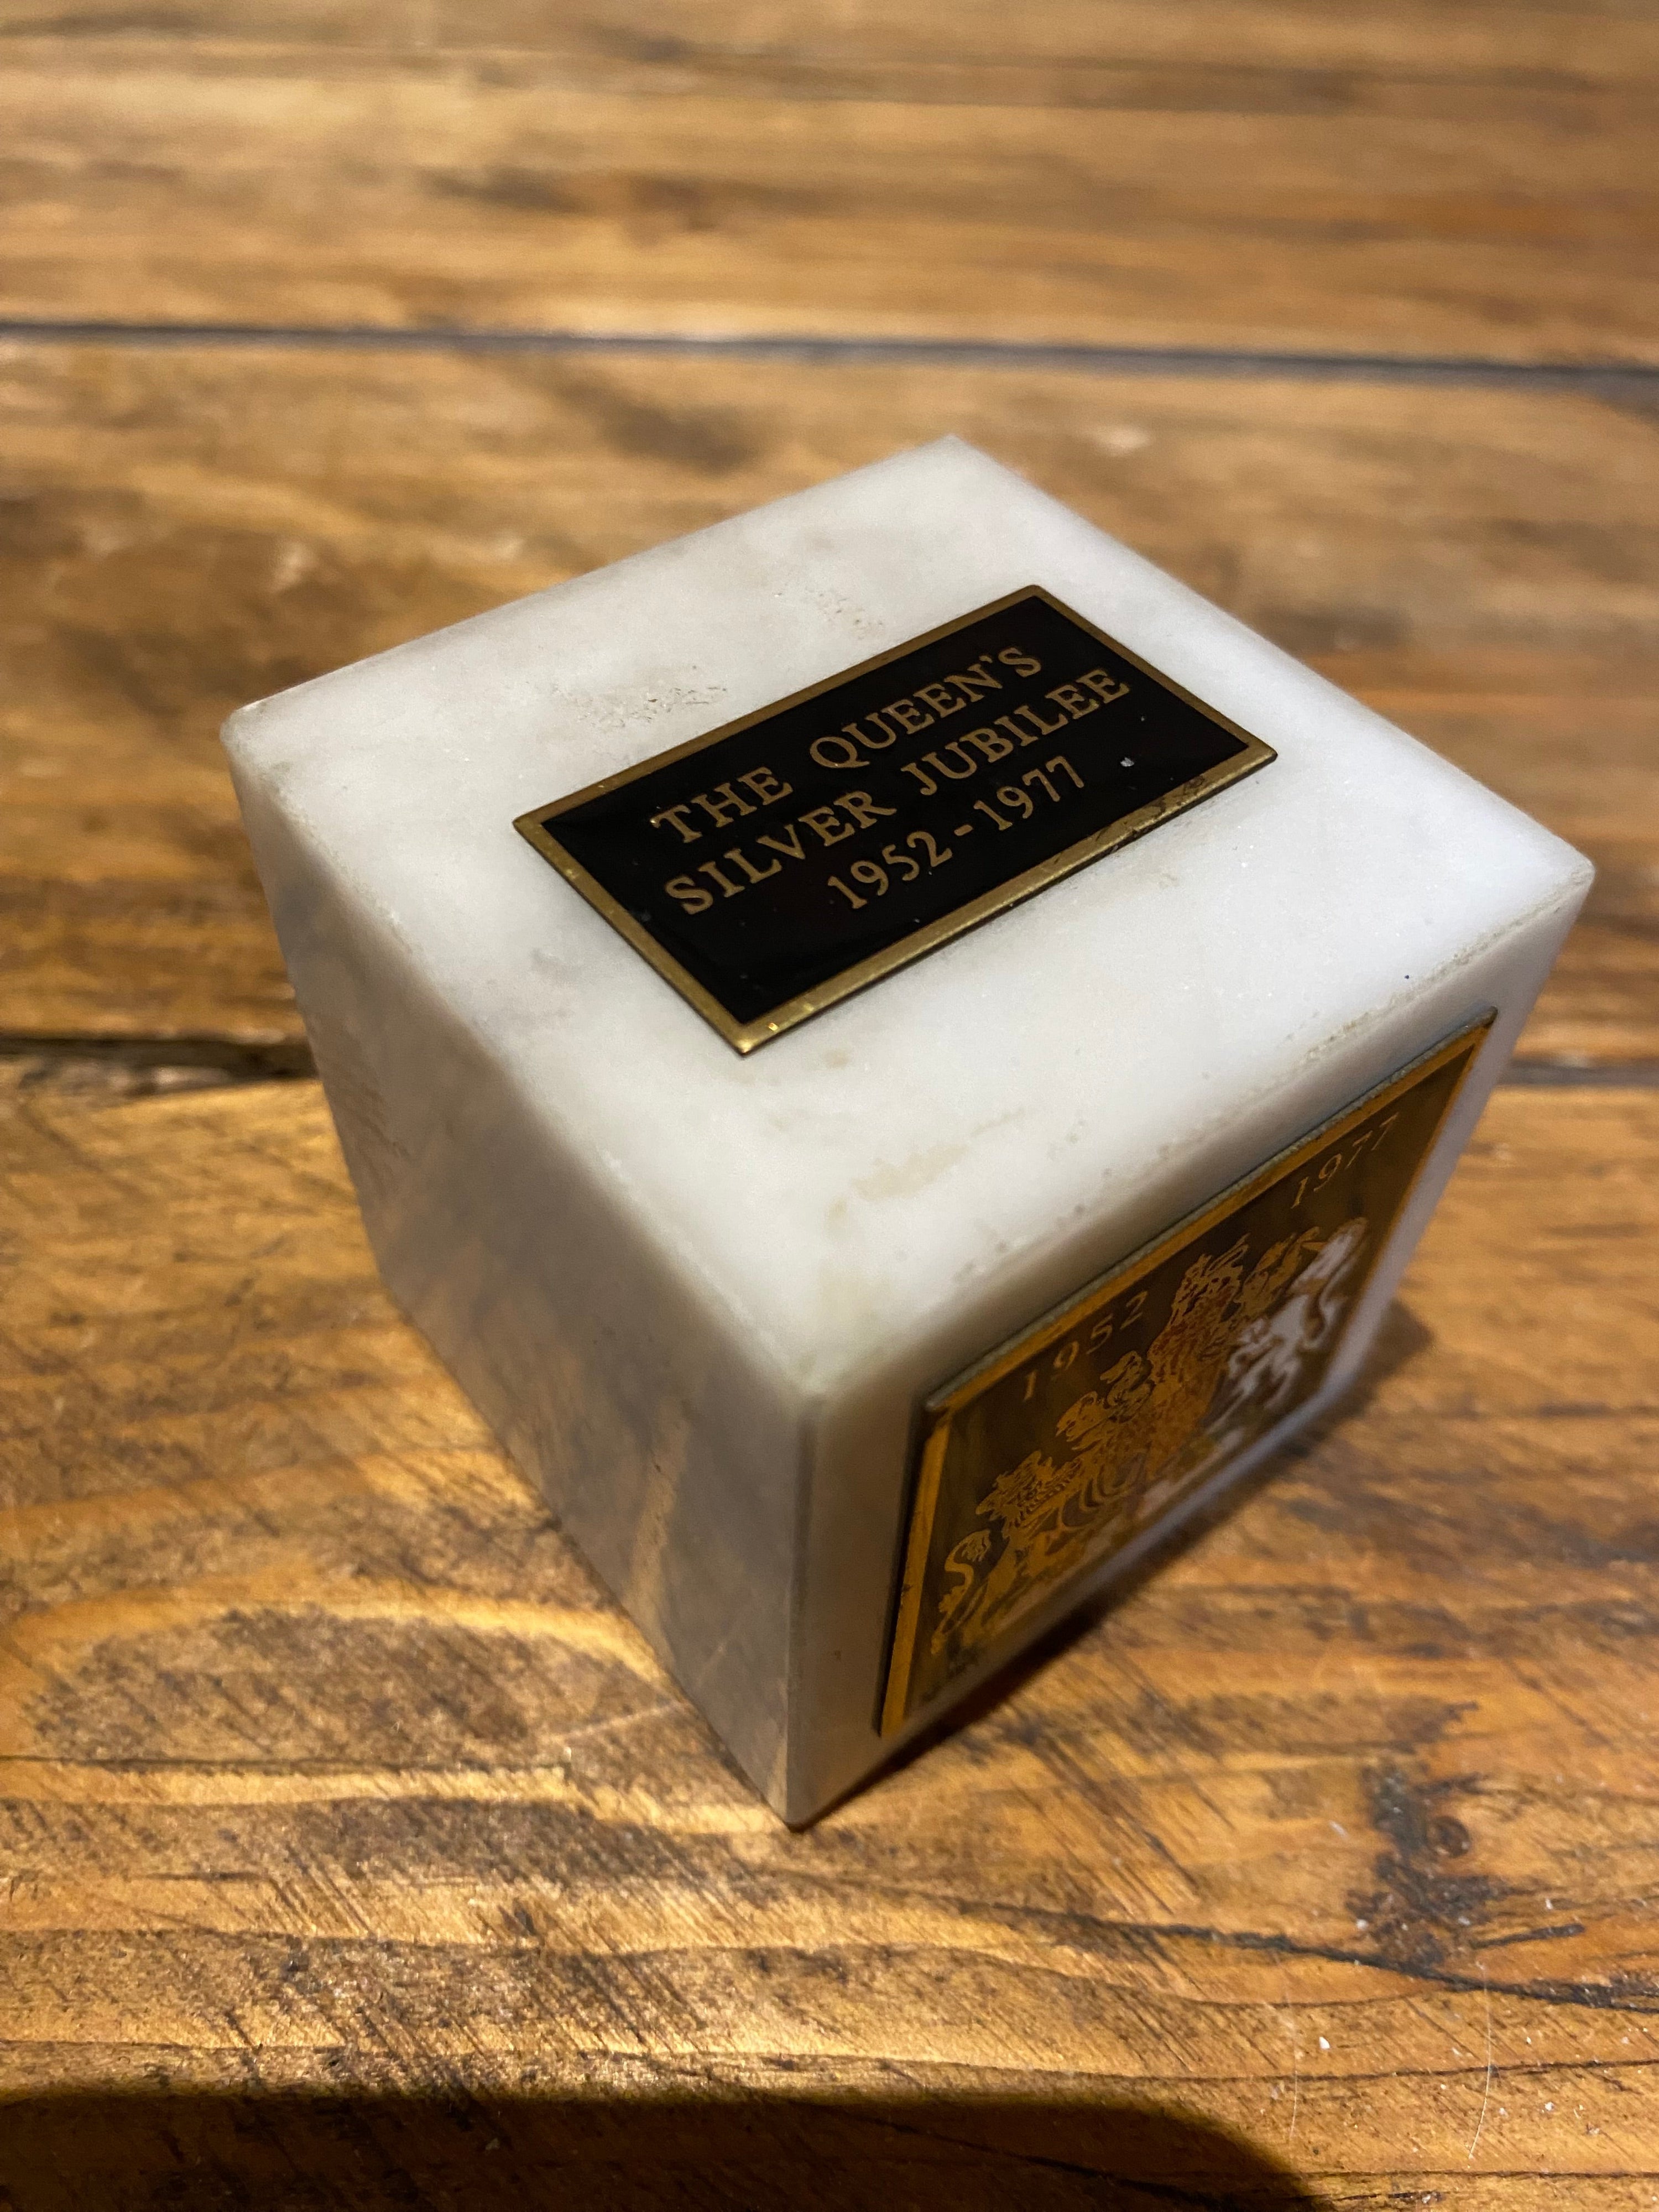 THE QUEEN'S
SILVER JUBILEE
1952-1977
1952 1977